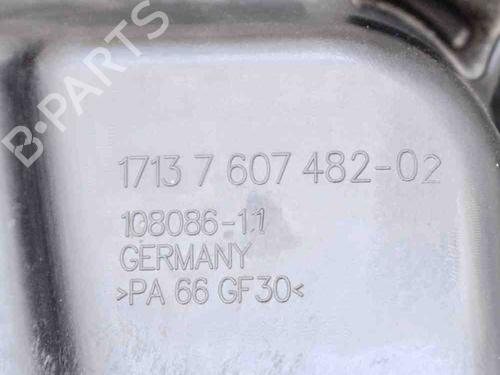 B-PARTS
1713 7 607 482-02
108086-1.1
GERMANY
>PA 66 GF30<